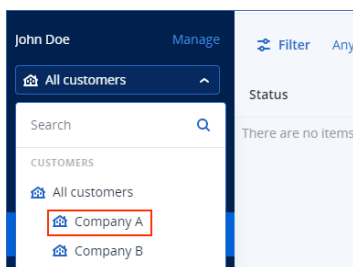 John Doe
Manage
Filter
Any
All customers
Status
Search
There are no items
CUSTOMERS
All customers
Company A
Company B